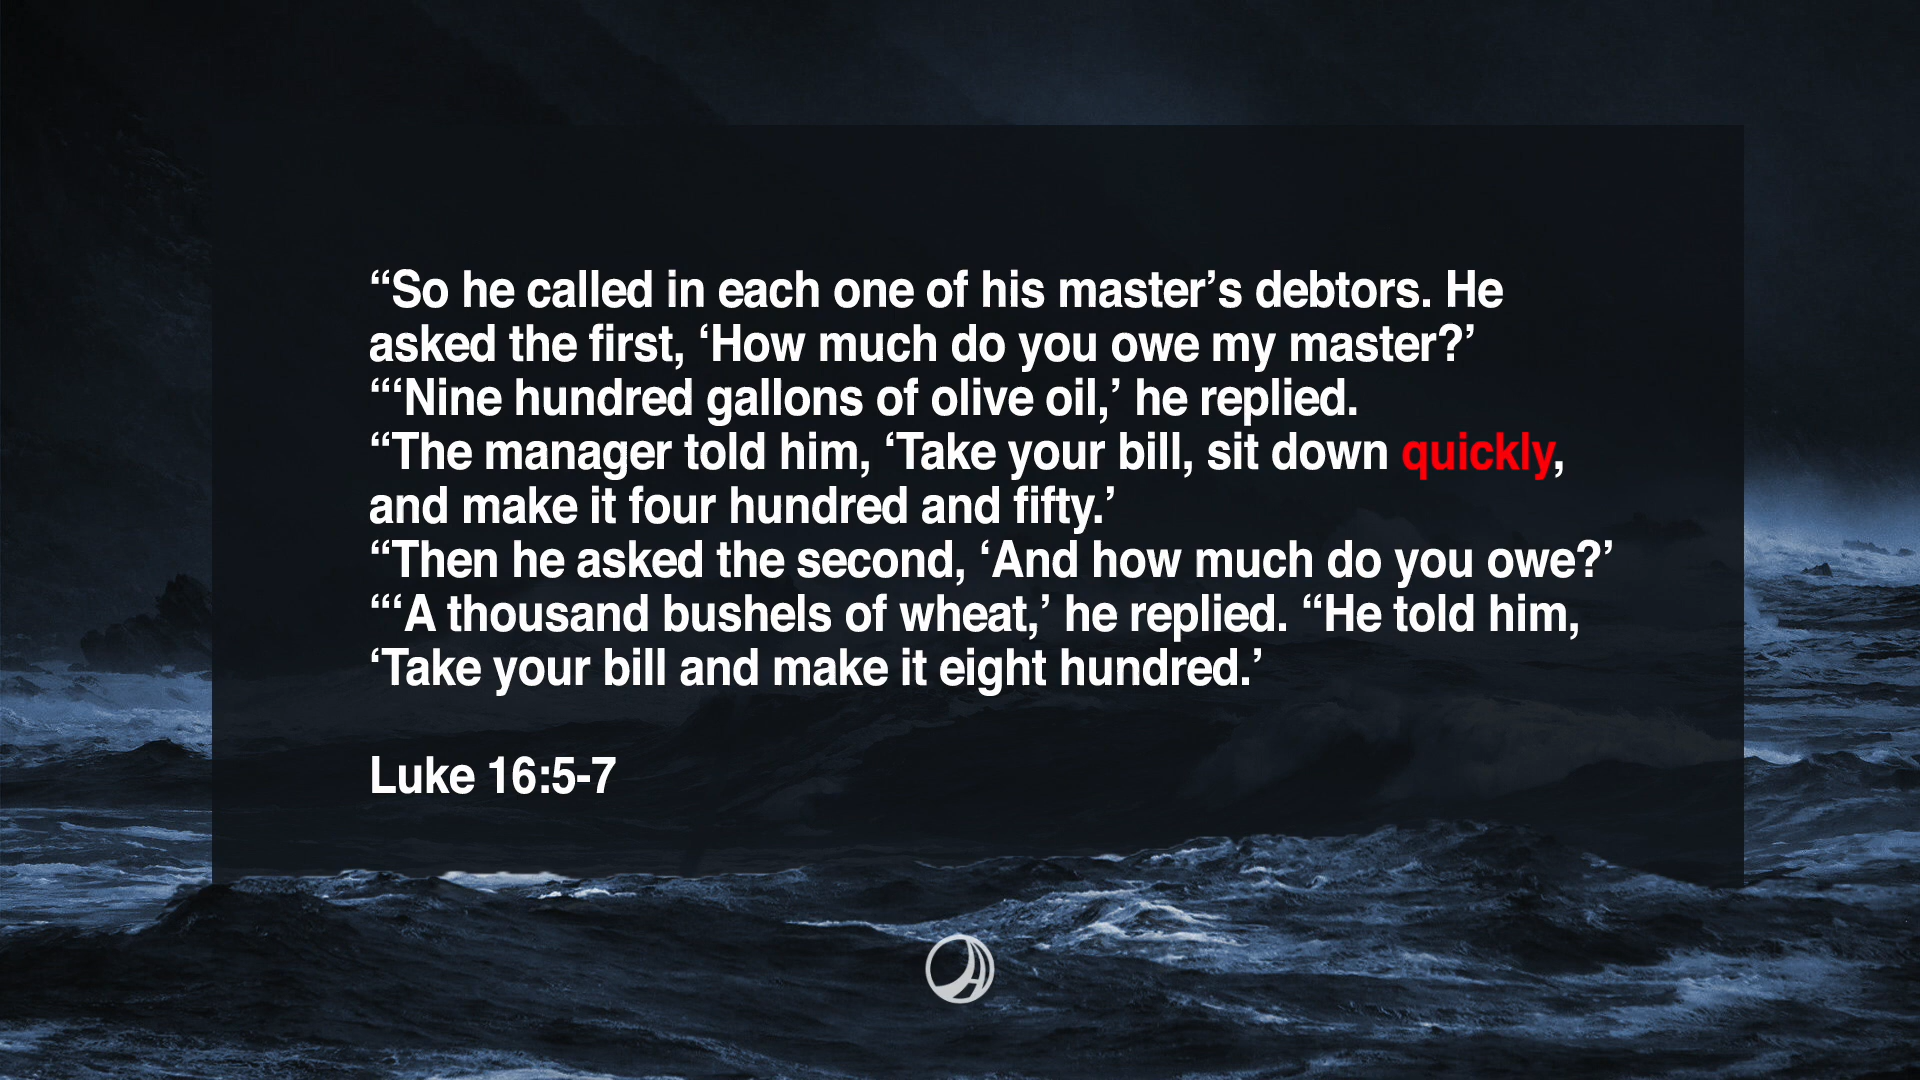 “So he called in each one of his master’s debtors. He
asked the first, ‘How much do you owe my master?’
“‘Nine hundred gallons of olive oil,’ he replied.
“The manager told him, ‘Take your bill, sit down quickly,
and make it four hundred and fifty.’
“Then he asked the second, ‘And how much do you owe?’
“‘A thousand bushels of wheat,’ he replied. “He told him,
‘Take your bill and make it eight hundred.’
Luke 16:5-7